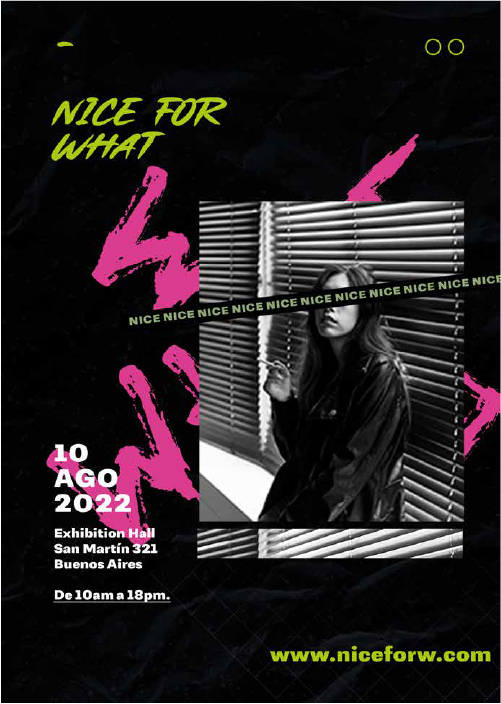 NICE FOR
WHAT
NICE NICE NICE NICE NICE NICE NICE NICE NICE NICE NICE
10
AGO
2022
Exhibition Hall
San Martín 321
Buenos Aires
De 10am a 18pm.
www.niceforw.com